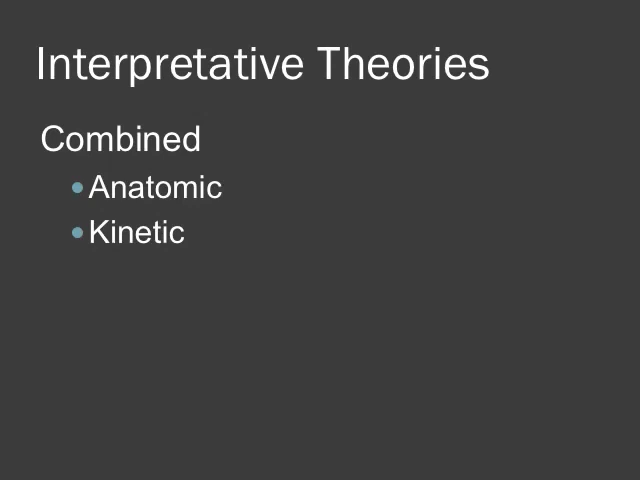 Interpretative Theories
Combined
• Anatomic
• Kinetic